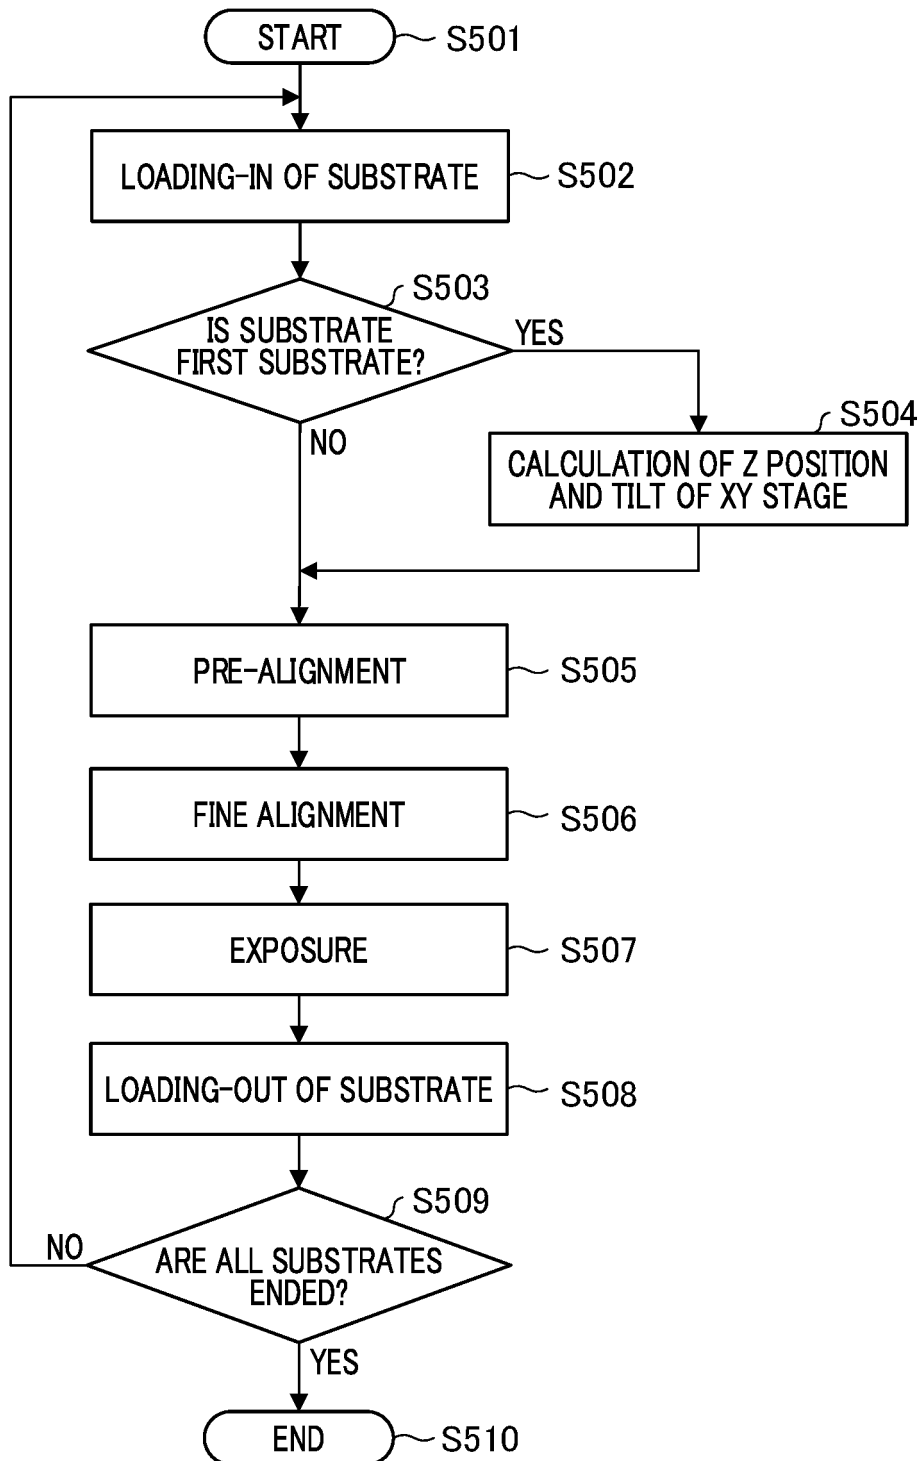 START
S501
LOADING-IN OF SUBSTRATE
S502
S503
IS SUBSTRATE
FIRST SUBSTRATE?
YES
NO
S504
CALCULATION OF Z POSITION
AND TILT OF XY STAGE
PRE-ALIGNMENT
S505
FINE ALIGNMENT
S506
EXPOSURE
S507
LOADING-OUT OF SUBSTRATE
S508
S509
NO
ARE ALL SUBSTRATES
ENDED?
YES
END
S510